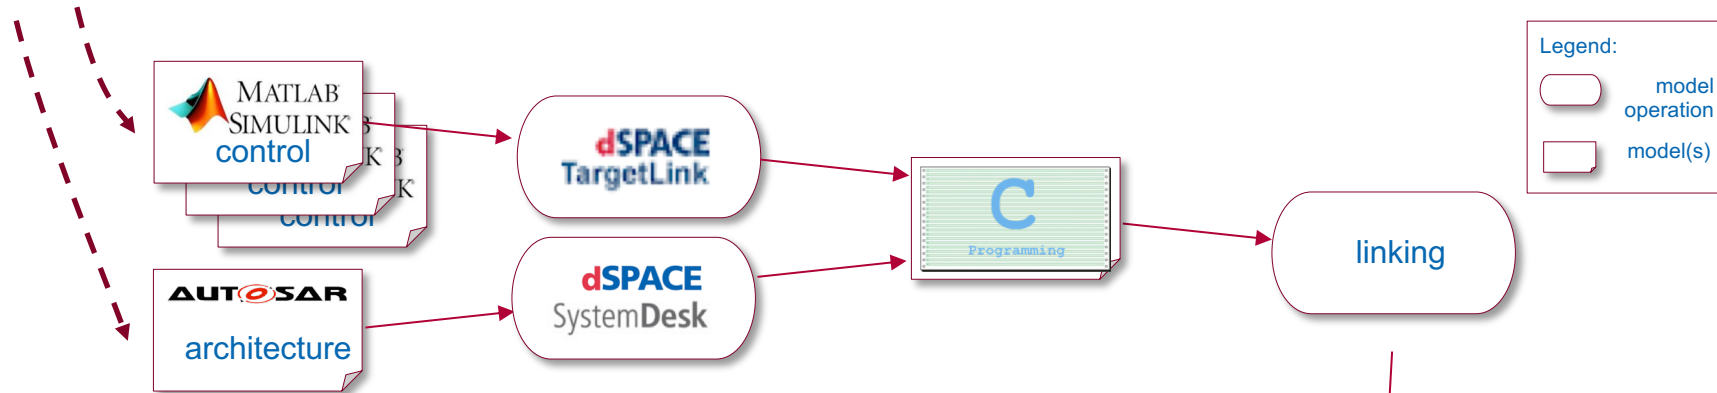 MATLAB
SIMULINK
control
K
control
K
control
AUTOSAR
architecture
dSPACE
TargetLink
dSPACE
SystemDesk
C
Programming
linking
Legend:
model
operation
model(s)